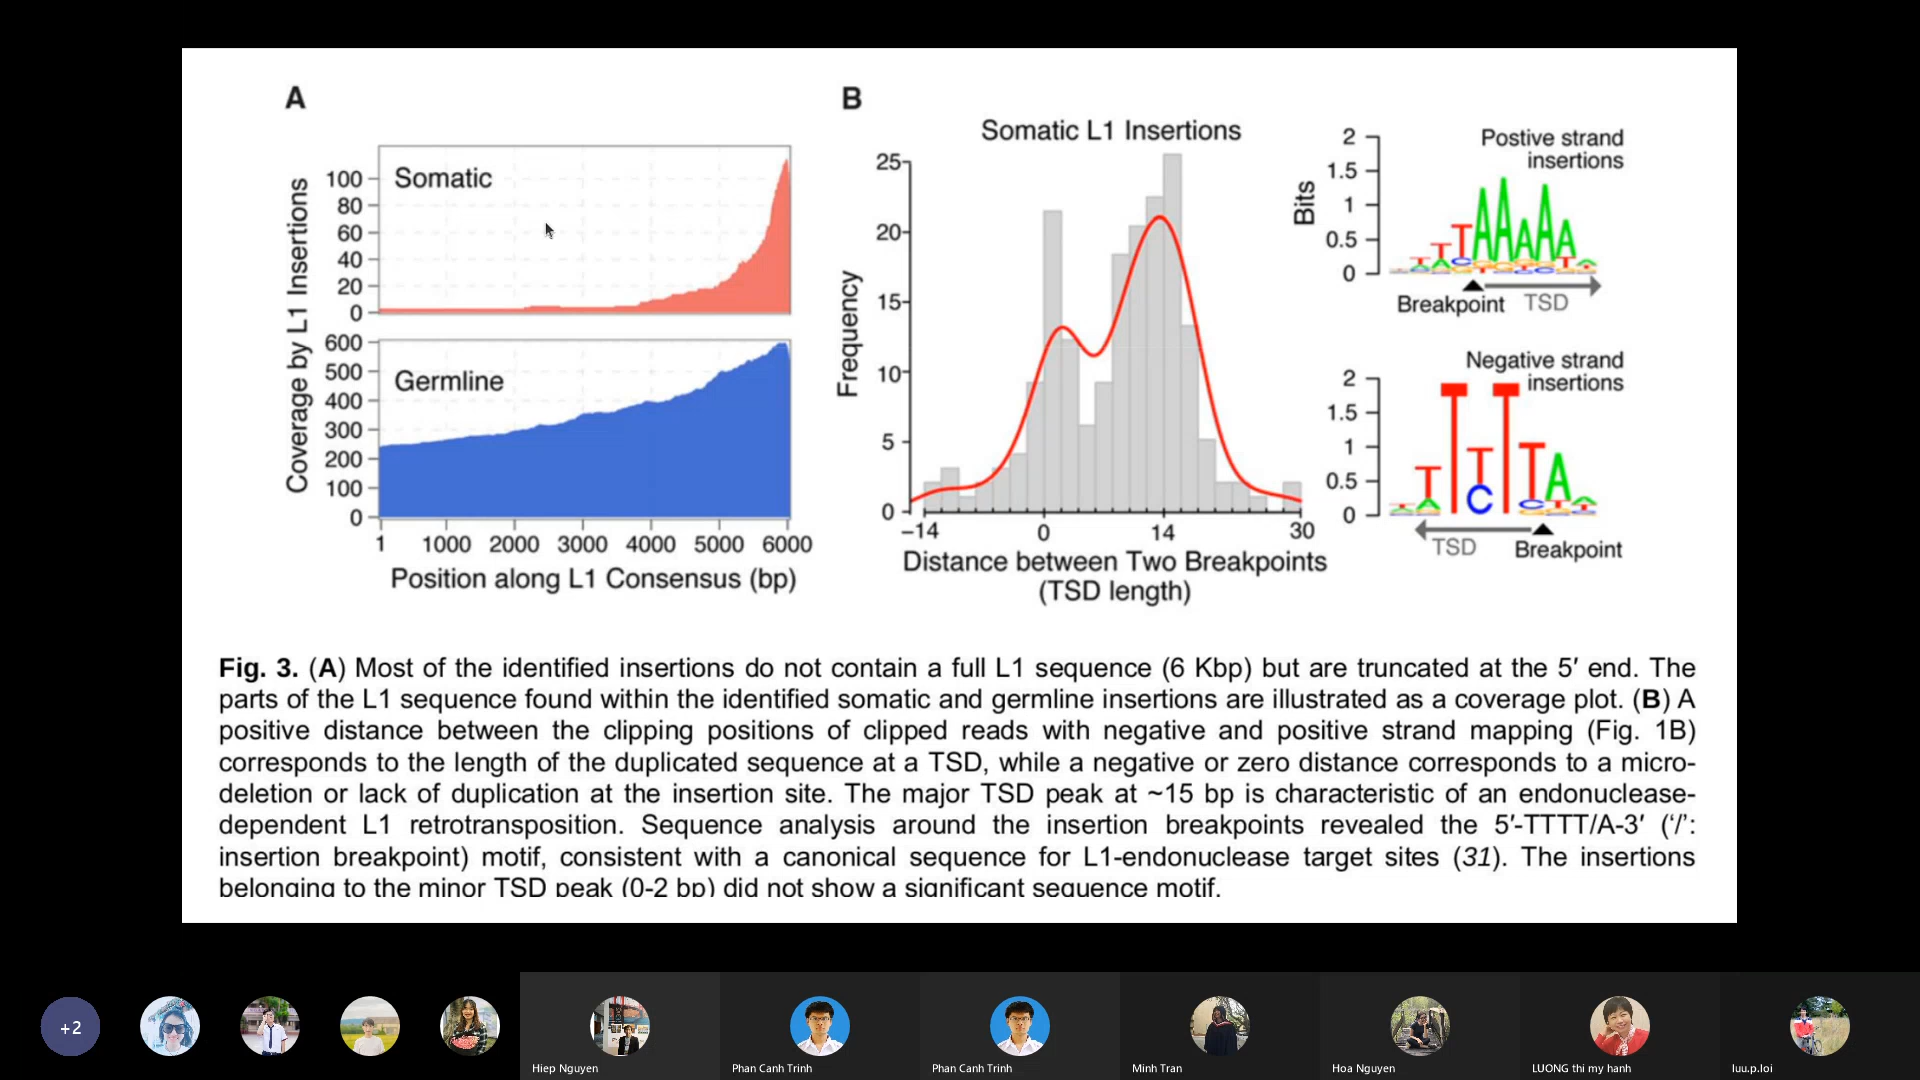 A
Somatic
Coverage by L1 Insertions
100
80
60
40
20
0
Germline
600
500
400
300
200
100
0
1 1000 2000 3000 4000 5000 6000
Position along L1 Consensus (bp)
B
Somatic L1 Insertions
Frequency
25
20
15
10
5
0
−14 0 14 30
Distance between Two Breakpoints
(TSD length)
Postive strand
insertions
Bits
2
1.5
1
0.5
0
Breakpoint TSD
Negative strand
insertions
2
1.5
1
0.5
0
TSD Breakpoint
Fig. 3. (A) Most of the identified insertions do not contain a full L1 sequence (6 Kbp) but are truncated at the 5′ end. The
parts of the L1 sequence found within the identified somatic and germline insertions are illustrated as a coverage plot. (B) A
positive distance between the clipping positions of clipped reads with negative and positive strand mapping (Fig. 1B)
corresponds to the length of the duplicated sequence at a TSD, while a negative or zero distance corresponds to a micro-
deletion or lack of duplication at the insertion site. The major TSD peak at ~15 bp is characteristic of an endonuclease-
dependent L1 retrotransposition. Sequence analysis around the insertion breakpoints revealed the 5′-TTTT/A-3′ (‘/’:
insertion breakpoint) motif, consistent with a canonical sequence for L1-endonuclease target sites (31). The insertions
belonging to the minor TSD peak (0-2 bp) did not show a significant sequence motif.
+2
Hiep Nguyen
Phan Canh Trinh
Phan Canh Trinh
Minh Tran
Hoa Nguyen
LUONG thi my hanh
luu.p.loi